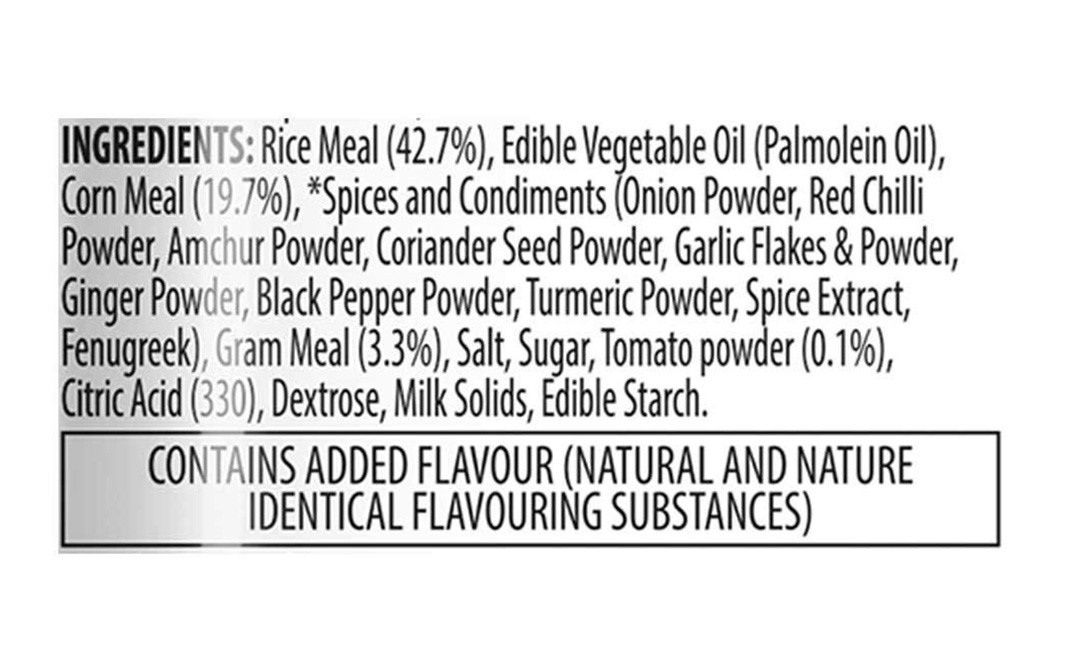 INGREDIENTS: Rice Meal (42.7%), Edible Vegetable Oil (Palmolein Oil),
Corn Meal (19.7%), *Spices and Condiments (Onion Powder, Red Chilli
Powder, Amchur Powder, Coriander Seed Powder, Garlic Flakes & Powder,
Ginger Powder, Black Pepper Powder, Turmeric Powder, Spice Extract,
Fenugreek), Gram Meal (3.3%), Salt, Sugar, Tomato powder (0.1%),
Citric Acid (330), Dextrose, Milk Solids, Edible Starch.
CONTAINS ADDED FLAVOUR (NATURAL AND NATURE
IDENTICAL FLAVOURING SUBSTANCES)